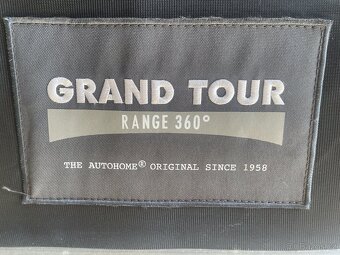 GRAND TOUR
RANGE 360°
THE AUTOHOME® ORIGINAL SINCE 1958